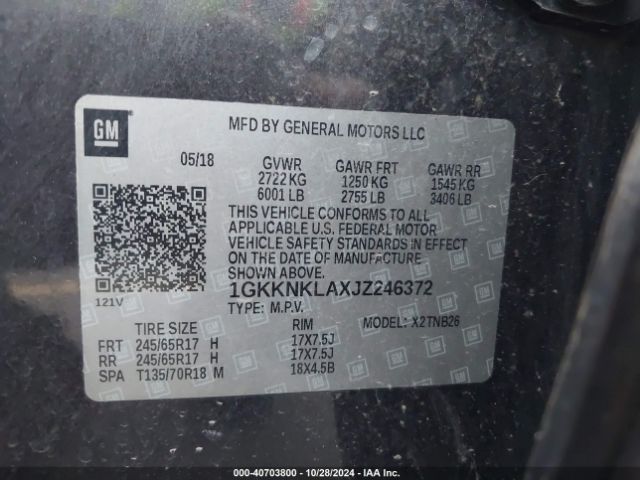 GM
MFD BY GENERAL MOTORS LLC
05/18 GVWR GAWR FRT GAWR RR
2722 KG 1250 KG 1545 KG
6001 LB 2755 LB 3406 LB
THIS VEHICLE CONFORMS TO ALL
APPLICABLE U.S. FEDERAL MOTOR
VEHICLE SAFETY STANDARDS IN EFFECT
ON THE DATE OF MANUFACTURE
SHOWN ABOVE.
121V
1GKKNKLAXJZ246372
TYPE: M.P.V.
TIRE SIZE RIM MODEL: X2TNB26
FRT 245/65R17 H 17X7.5J
RR 245/65R17 H 17X7.5J
SPA T135/70R18 M 18X4.5B
000-40703800 - 10/28/2024 - IAA Inc.